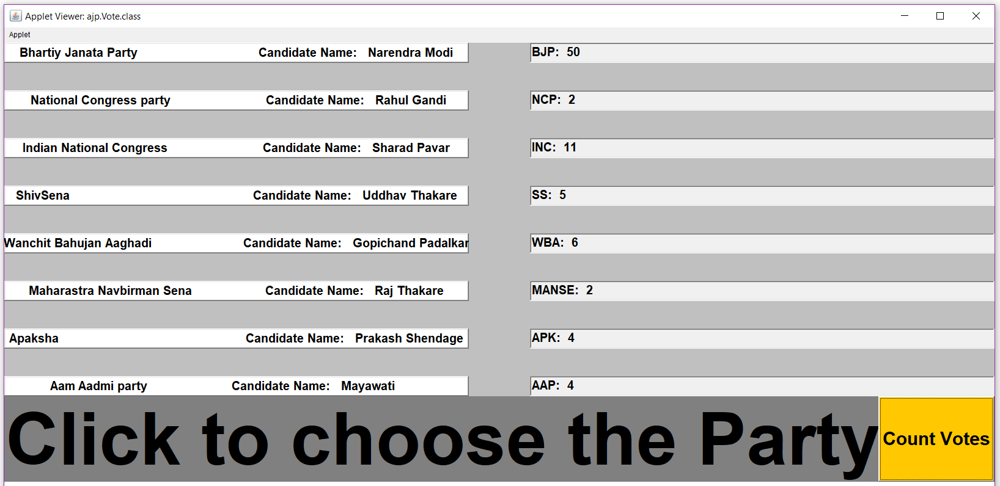 Applet Viewer: ajp.Vote.class
Applet
Bhartiy Janata Party Candidate Name: Narendra Modi BJP: 50
National Congress party Candidate Name: Rahul Gandi NCP: 2
Indian National Congress Candidate Name: Sharad Pavar INC: 11
ShivSena Candidate Name: Uddhav Thakare SS: 5
Wanchit Bahujan Aaghadi Candidate Name: Gopichand Padalkar WBA: 6
Maharastra Navbirman Sena Candidate Name: Raj Thakare MANSE: 2
Apaksha Candidate Name: Prakash Shendage APK: 4
Aam Aadmi party Candidate Name: Mayawati AAP: 4
Click to choose the Party Count Votes